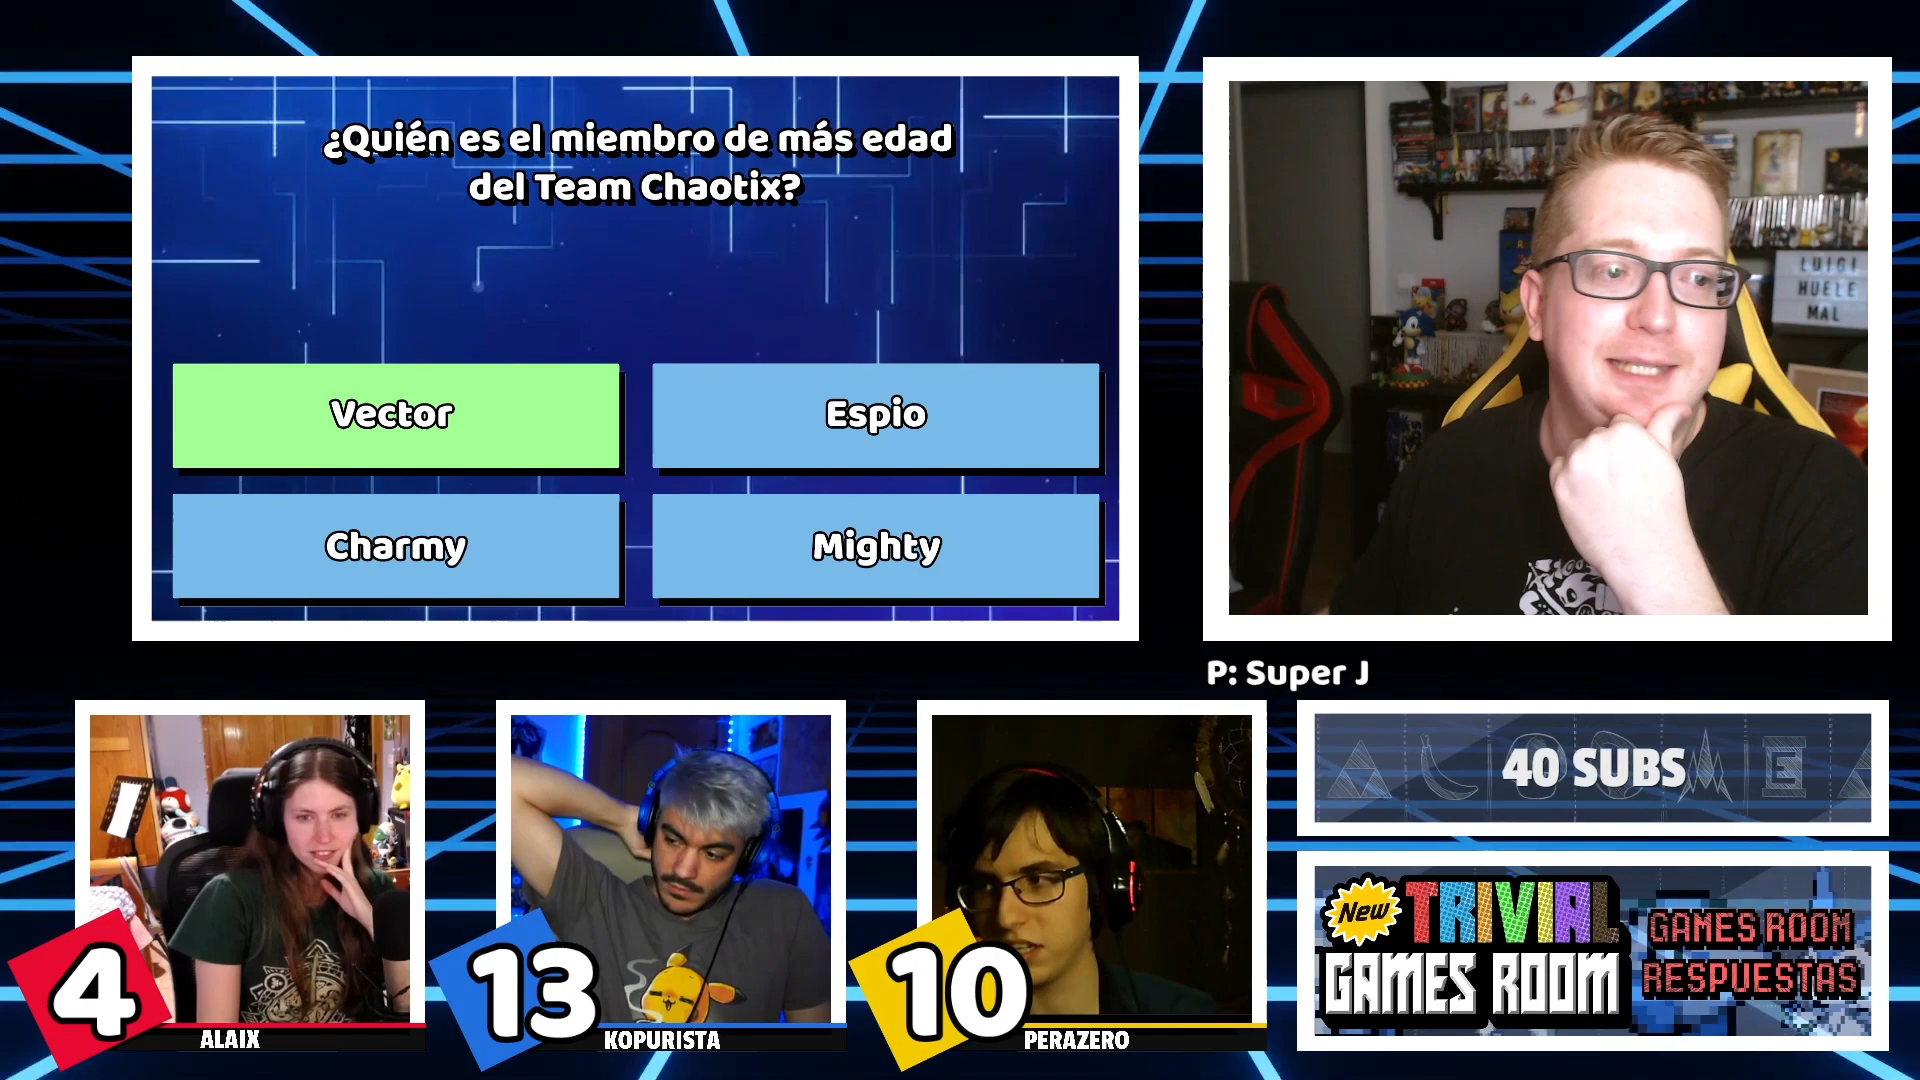 ¿Quién es el miembro de más edad
del Team Chaotix?
Vector
Espio
Charmy
Mighty
LUIGI
HUELE
MAL
P: Super J
40 SUBS
4
ALAIX
13
KOPURISTA
10
PERAZERO
New
TRIVIAL
GAMES ROOM
GAMES ROOM
RESPUESTAS